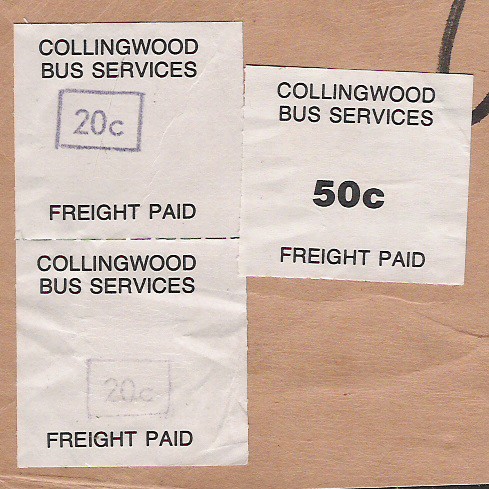 COLLINGWOOD
BUS SERVICES
20c
FREIGHT PAID
COLLINGWOOD
BUS SERVICES
50c
FREIGHT PAID
COLLINGWOOD
BUS SERVICES
20c
FREIGHT PAID